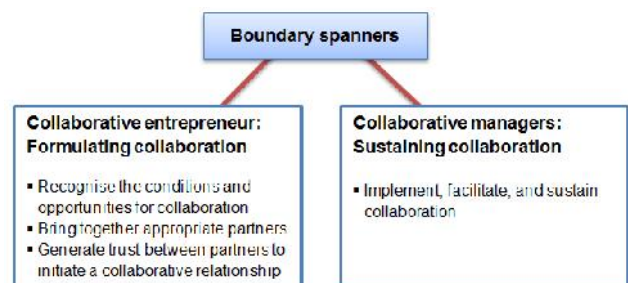 Boundary spanners
Collaborative entrepreneur:
Formulating collaboration
▪ Recognise the conditions and
opportunities for collaboration
▪ Bring together appropriate partners
▪ Generate trust between partners to
initiate a collaborative relationship
Collaborative managers:
Sustaining collaboration
▪ Implement, facilitate, and sustain
collaboration